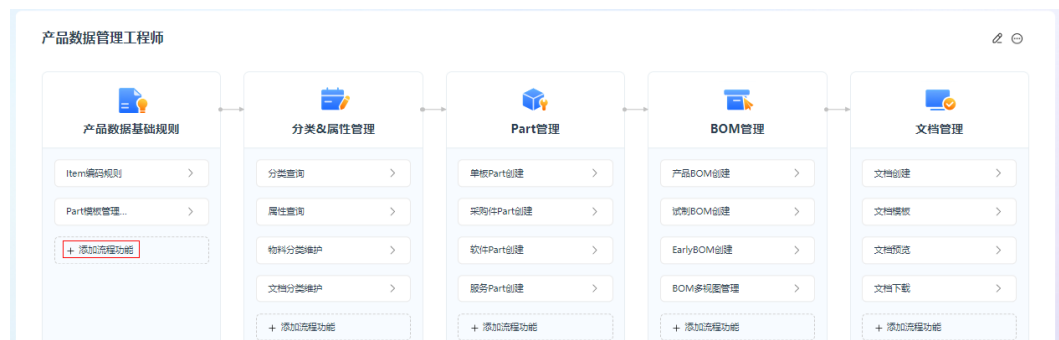 产品数据管理工程师
产品数据基础规则
Item编码规则
Part模板管理...
+ 添加流程功能
分类&属性管理
分类查询
属性查询
物料分类维护
文档分类维护
+ 添加流程功能
Part管理
单板Part创建
采购件Part创建
软件Part创建
服务Part创建
+ 添加流程功能
BOM管理
产品BOM创建
试制BOM创建
EarlyBOM创建
BOM多视图管理
+ 添加流程功能
文档管理
文档创建
文档模板
文档预览
文档下载
+ 添加流程功能